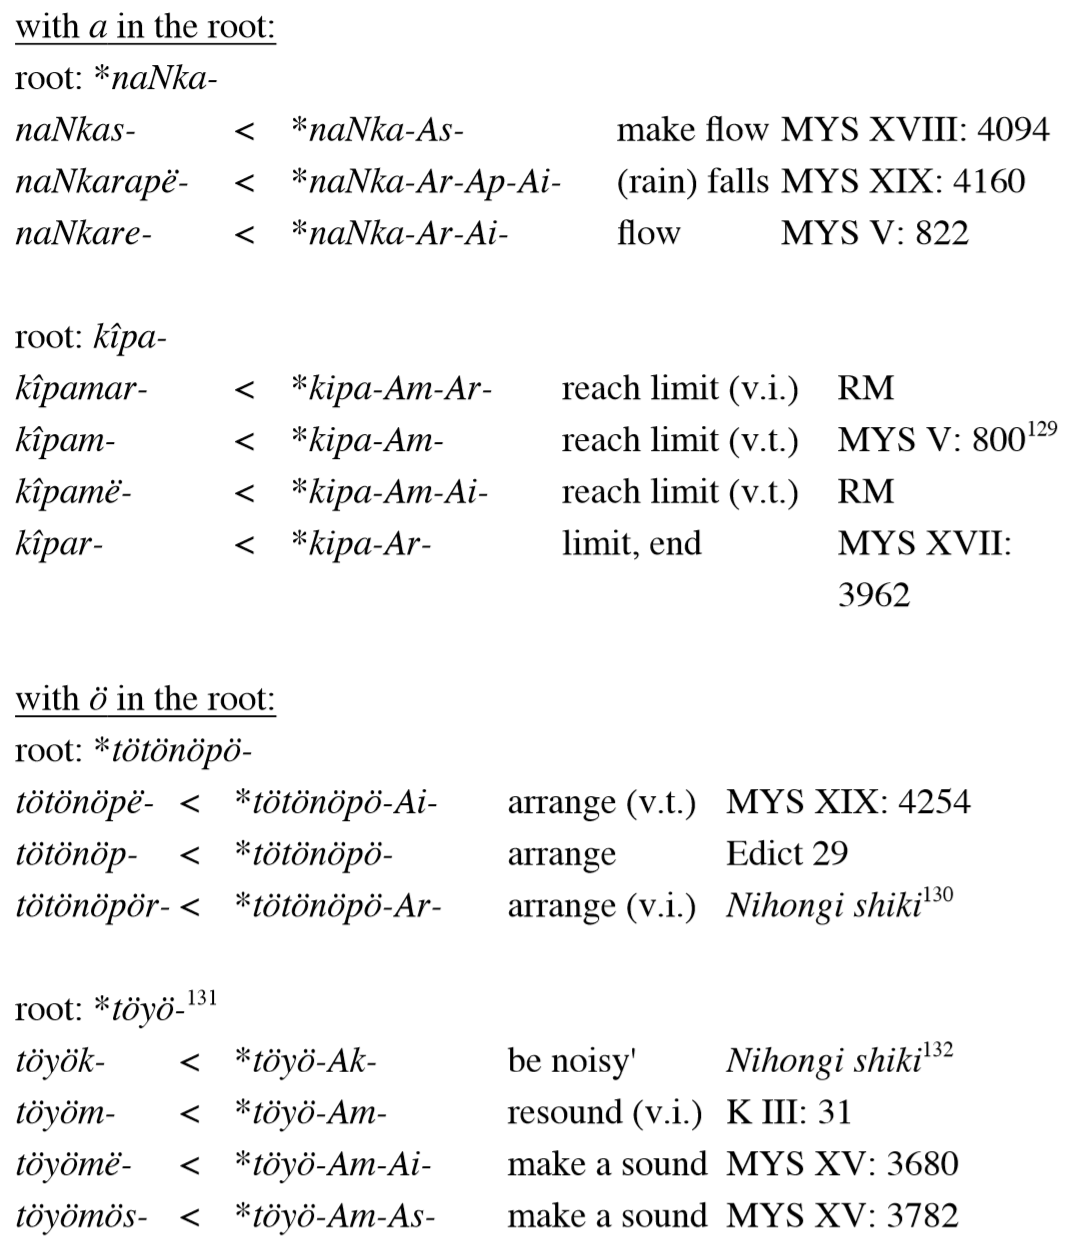 with a in the root:
root: *naNka-
naNkas- < *naNka-As- make flow MYS XVIII: 4094
naNkarapë- < *naNka-Ar-Ap-Ai- (rain) falls MYS XIX: 4160
naNkare- < *naNka-Ar-Ai- flow MYS V: 822
root: kîpa-
kîpamar- < *kipa-Am-Ar- reach limit (v.i.) RM
kîpam- < *kipa-Am- reach limit (v.t.) MYS V: 800129
kîpamë- < *kipa-Am-Ai- reach limit (v.t.) RM
kîpar- < *kipa-Ar- limit, end MYS XVII:
3962
with ö in the root:
root: *tötönöpö-
tötönöpë- < *tötönöpö-Ai- arrange (v.t.) MYS XIX: 4254
tötönöp- < *tötönöpö- arrange Edict 29
tötönöpör- < *tötönöpö-Ar- arrange (v.i.) Nihongi shiki130
root: *töyö-131
töyök- < *töyö-Ak- be noisy' Nihongi shiki132
töyöm- < *töyö-Am- resound (v.i.) K III: 31
töyömë- < *töyö-Am-Ai- make a sound MYS XV: 3680
töyömös- < *töyö-Am-As- make a sound MYS XV: 3782